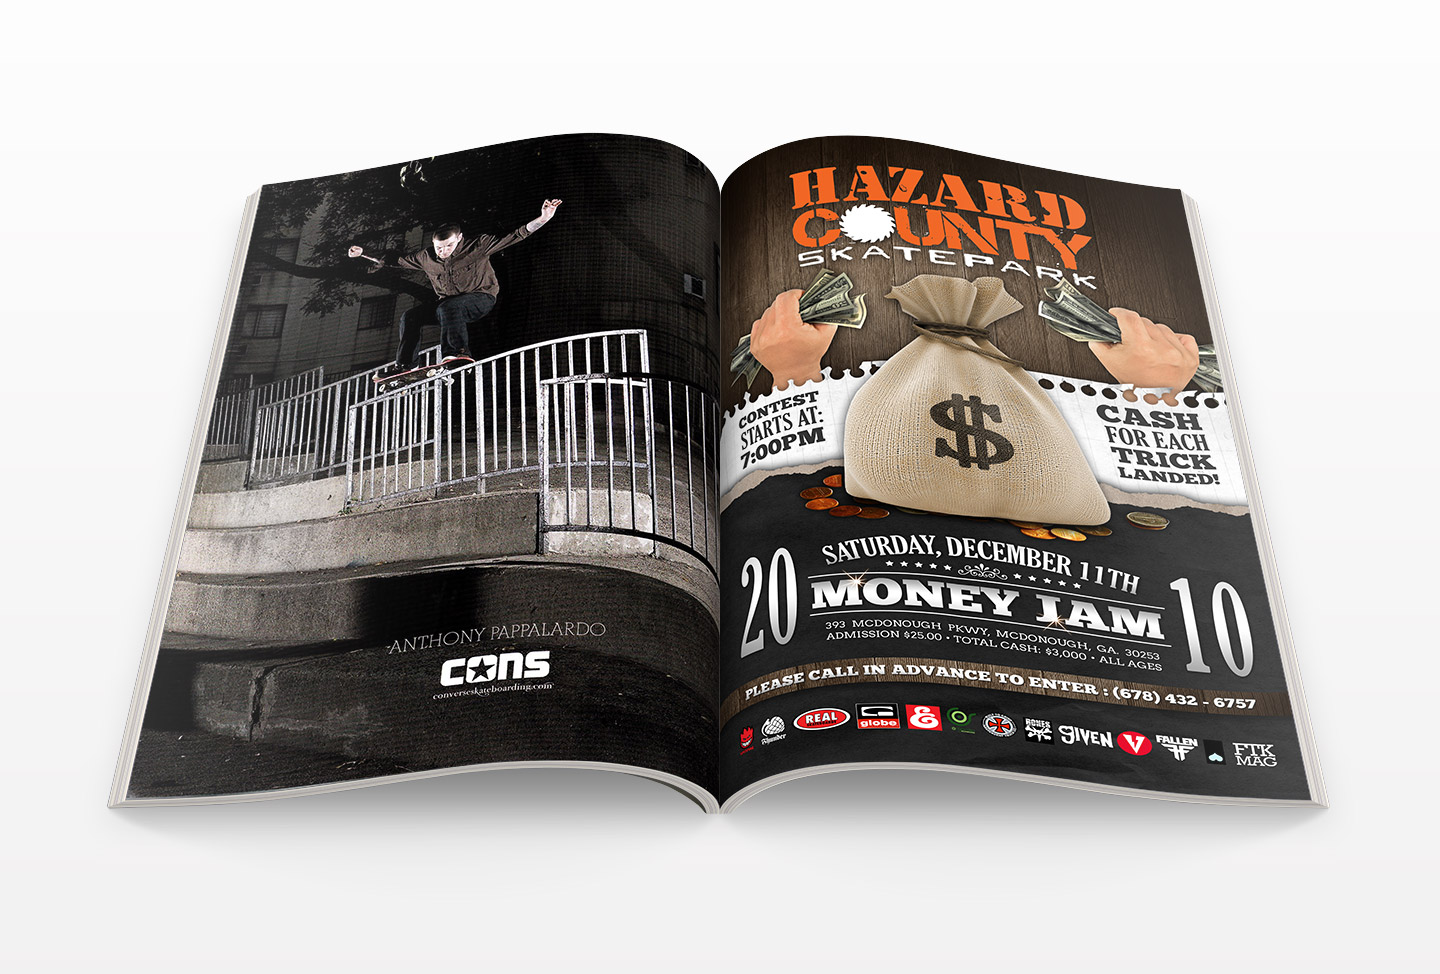 ANTHONY PAPPALARDO
CONS
converseskateboarding.com
HAZARD
COUNTY
SKATEPARK
CONTEST
STARTS AT:
7:00PM
CASH
FOR EACH
TRICK
LANDED!
$
SATURDAY, DECEMBER 11TH
20
MONEY JAM
10
393 MCDONOUGH PKWY, MCDONOUGH, GA. 30253
ADMISSION $25.00 • TOTAL CASH: $3,000 • ALL AGES
PLEASE CALL IN ADVANCE TO ENTER : (678) 432 - 6757
Thunder
REAL
globe
&
BONES
GIVEN
V
FALLEN
FTK
MAG